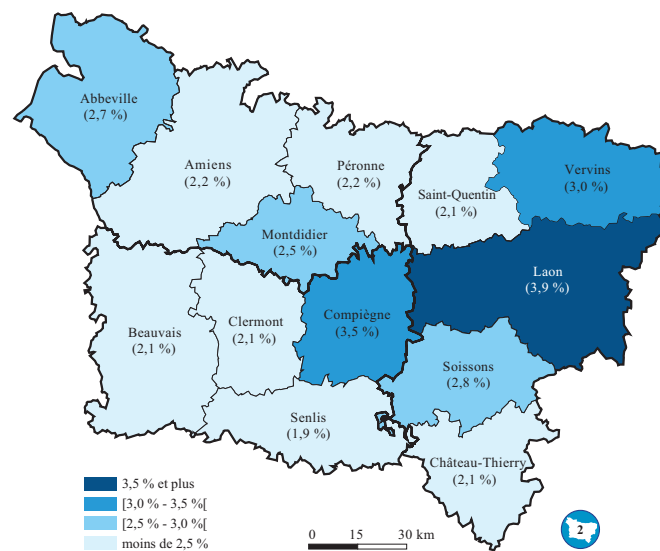 Abbeville
(2,7 %)
Amiens
(2,2 %)
Péronne
(2,2 %)
Saint-Quentin
(2,1 %)
Vervins
(3,0 %)
Montdidier
(2,5 %)
Laon
(3,9 %)
Beauvais
(2,1 %)
Clermont
(2,1 %)
Compiègne
(3,5 %)
Soissons
(2,8 %)
Senlis
(1,9 %)
Château-Thierry
(2,1 %)
3,5 % et plus
[3,0 % - 3,5 %[
[2,5 % - 3,0 %[
moins de 2,5 %
0 15 30 km
2